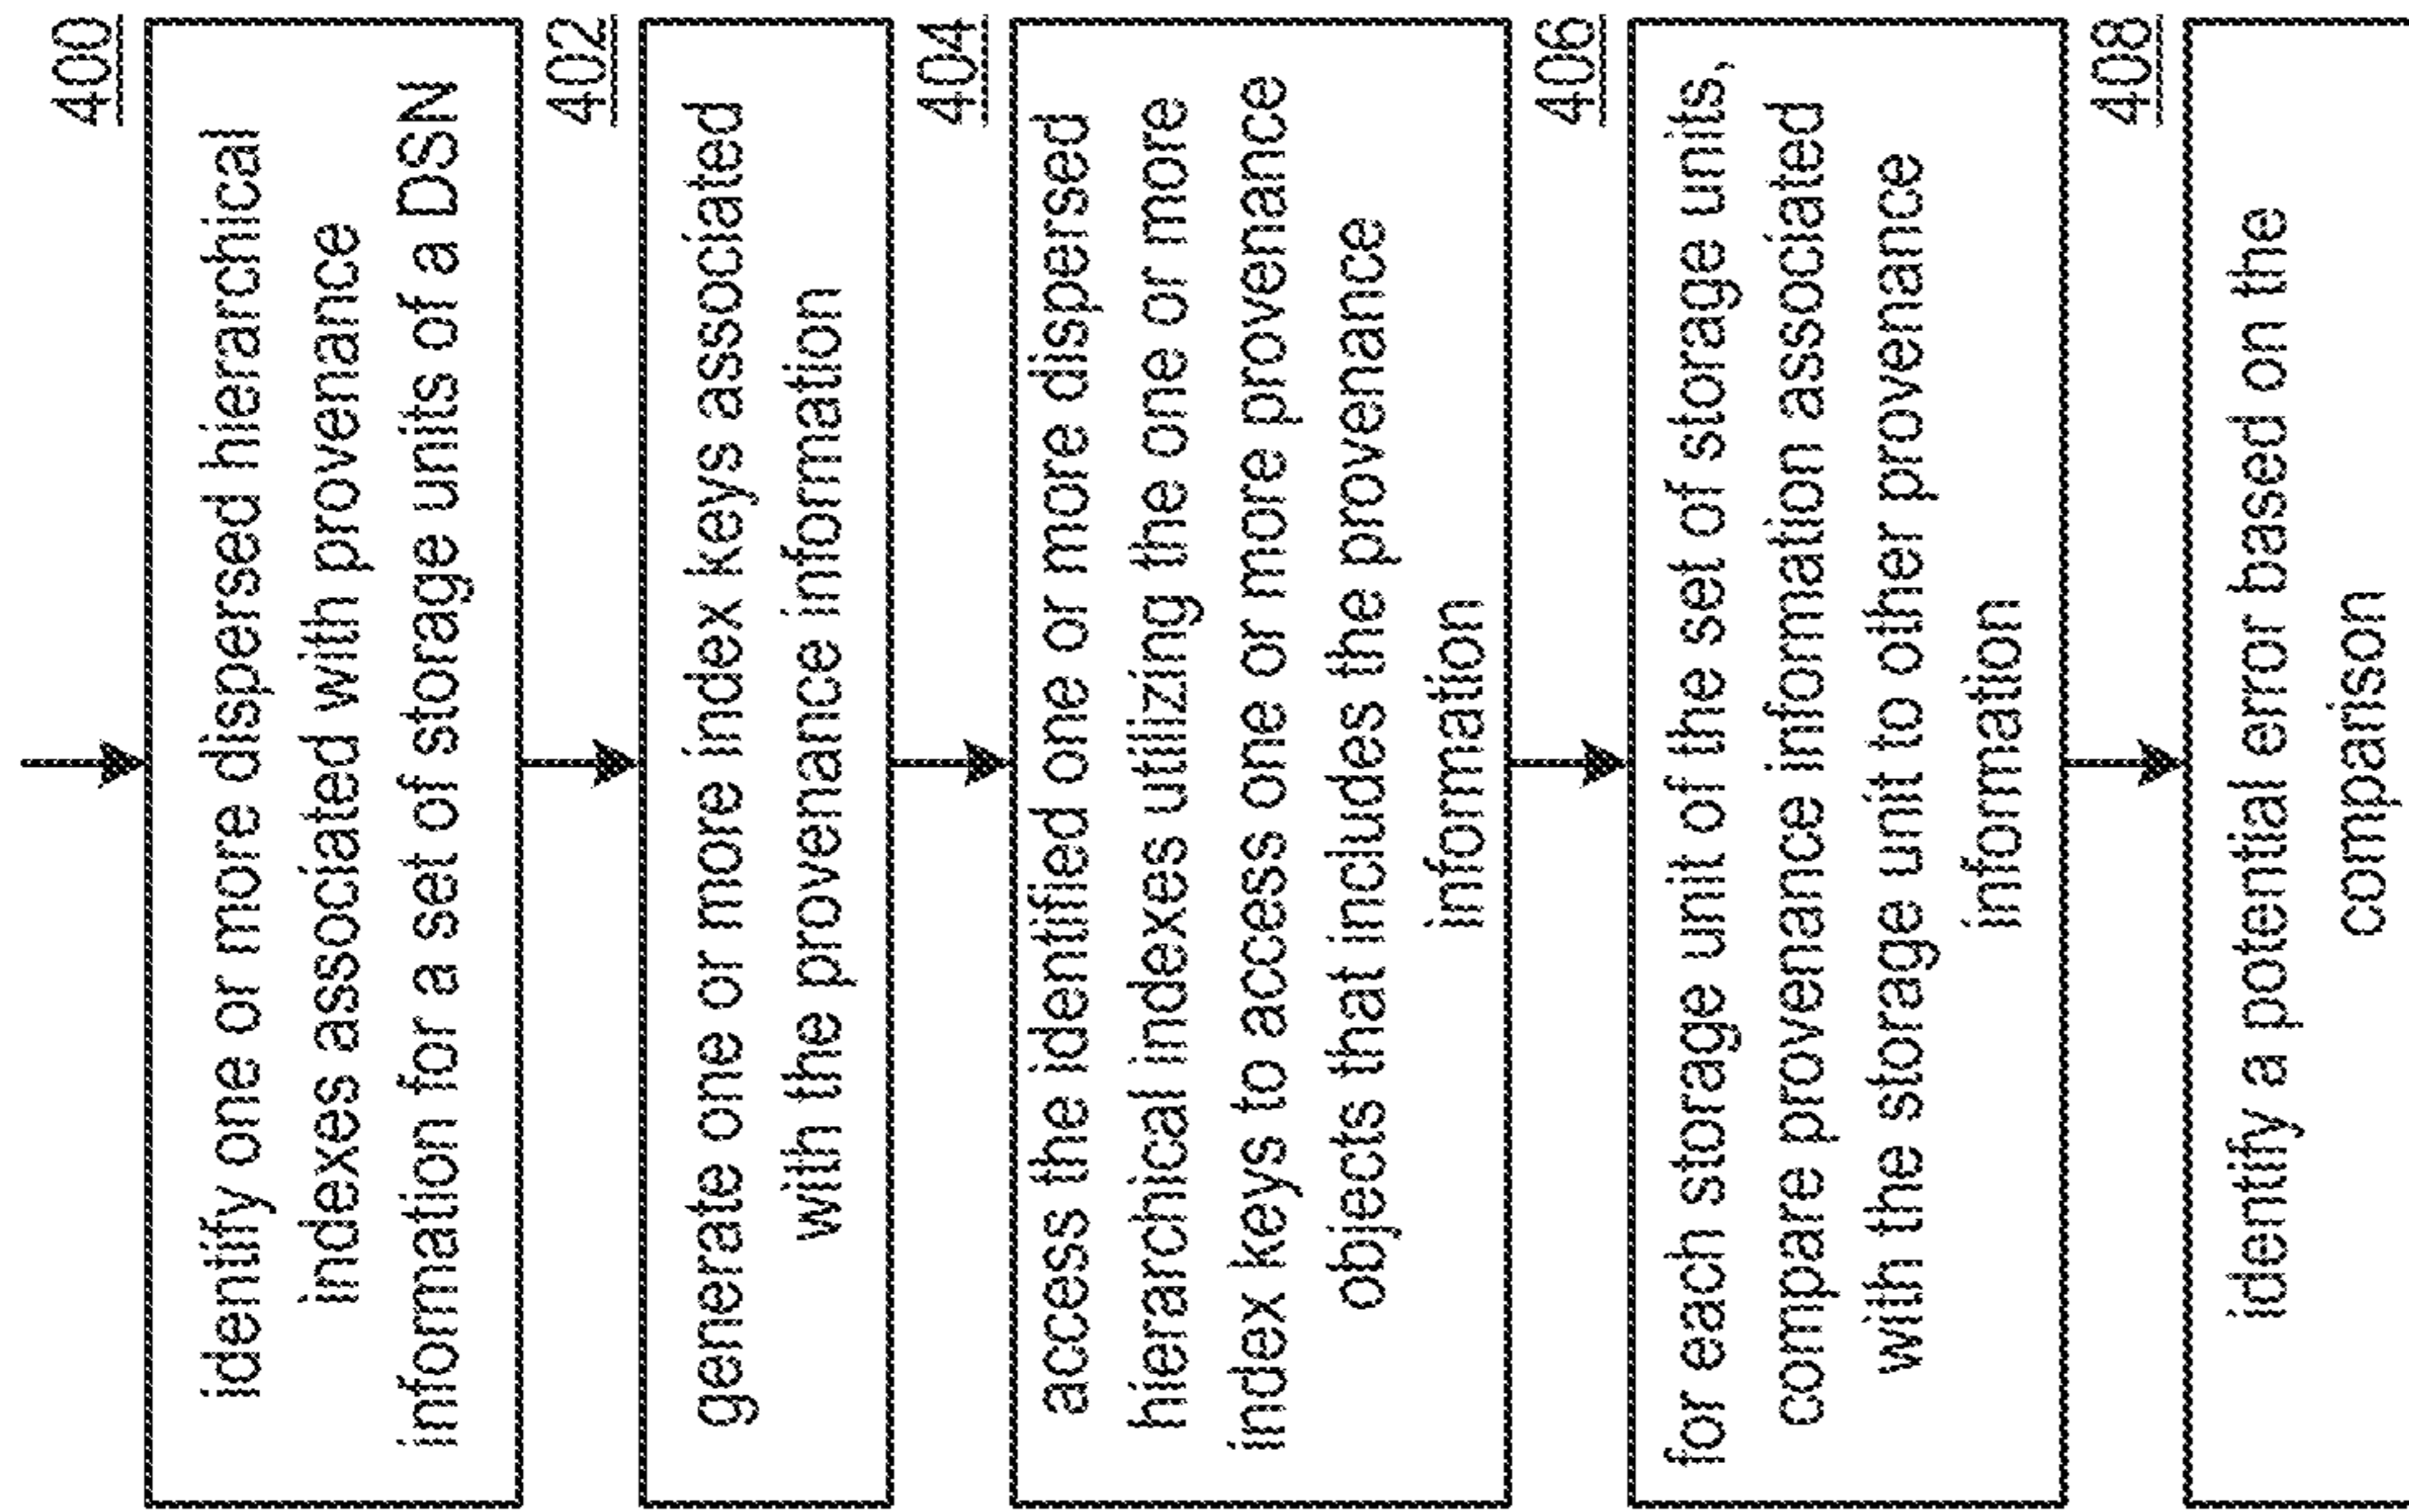 400
identify one or more dispersed hierarchical
indexes associated with provenance
information for a set of storage units of a DSN
402
generate one or more index keys associated
with the provenance information
404
access the identified one or more dispersed
hierarchical indexes utilizing the one or more
index keys to access one or more provenance
objects that includes the provenance
information
406
for each storage unit of the set of storage units,
compare provenance information associated
with the storage unit to other provenance
information
408
identify a potential error based on the
comparison